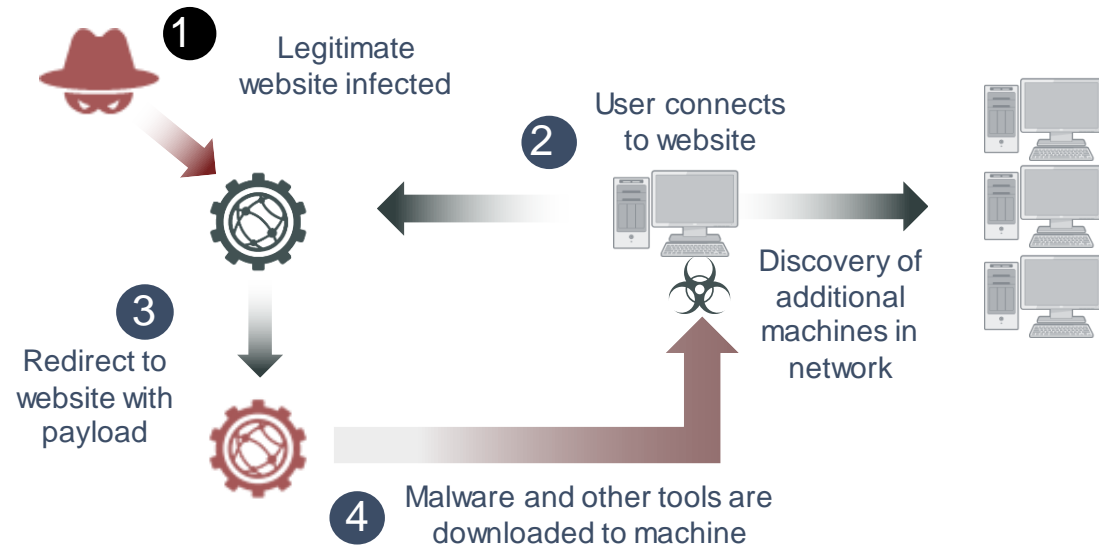 1
Legitimate
website infected
2
User connects
to website
3
Redirect to
website with
payload
4
Malware and other tools are
downloaded to machine
Discovery of
additional
machines in
network